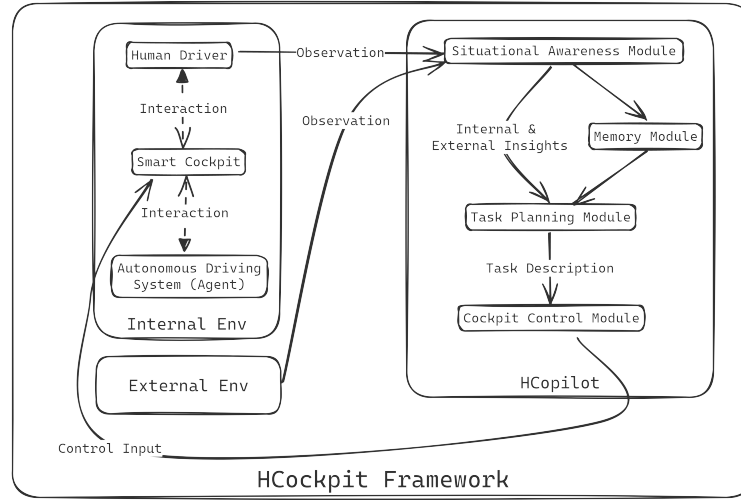 Human Driver
Observation
Situational Awareness Module
Interaction
Observation
Internal &
External Insights
Memory Module
Smart Cockpit
Interaction
Task Planning Module
Autonomous Driving
System (Agent)
Task Description
Internal Env
Cockpit Control Module
External Env
HCopilot
Control Input
HCockpit Framework